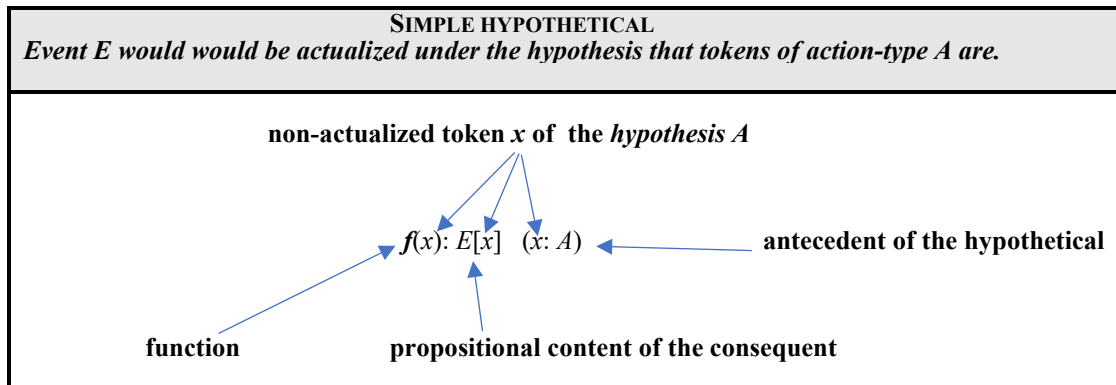 SIMPLE HYPOTHETICAL
Event E would would be actualized under the hypothesis that tokens of action-type A are.
non-actualized token x of the hypothesis A
f(x): E[x] (x: A)
antecedent of the hypothetical
function
propositional content of the consequent